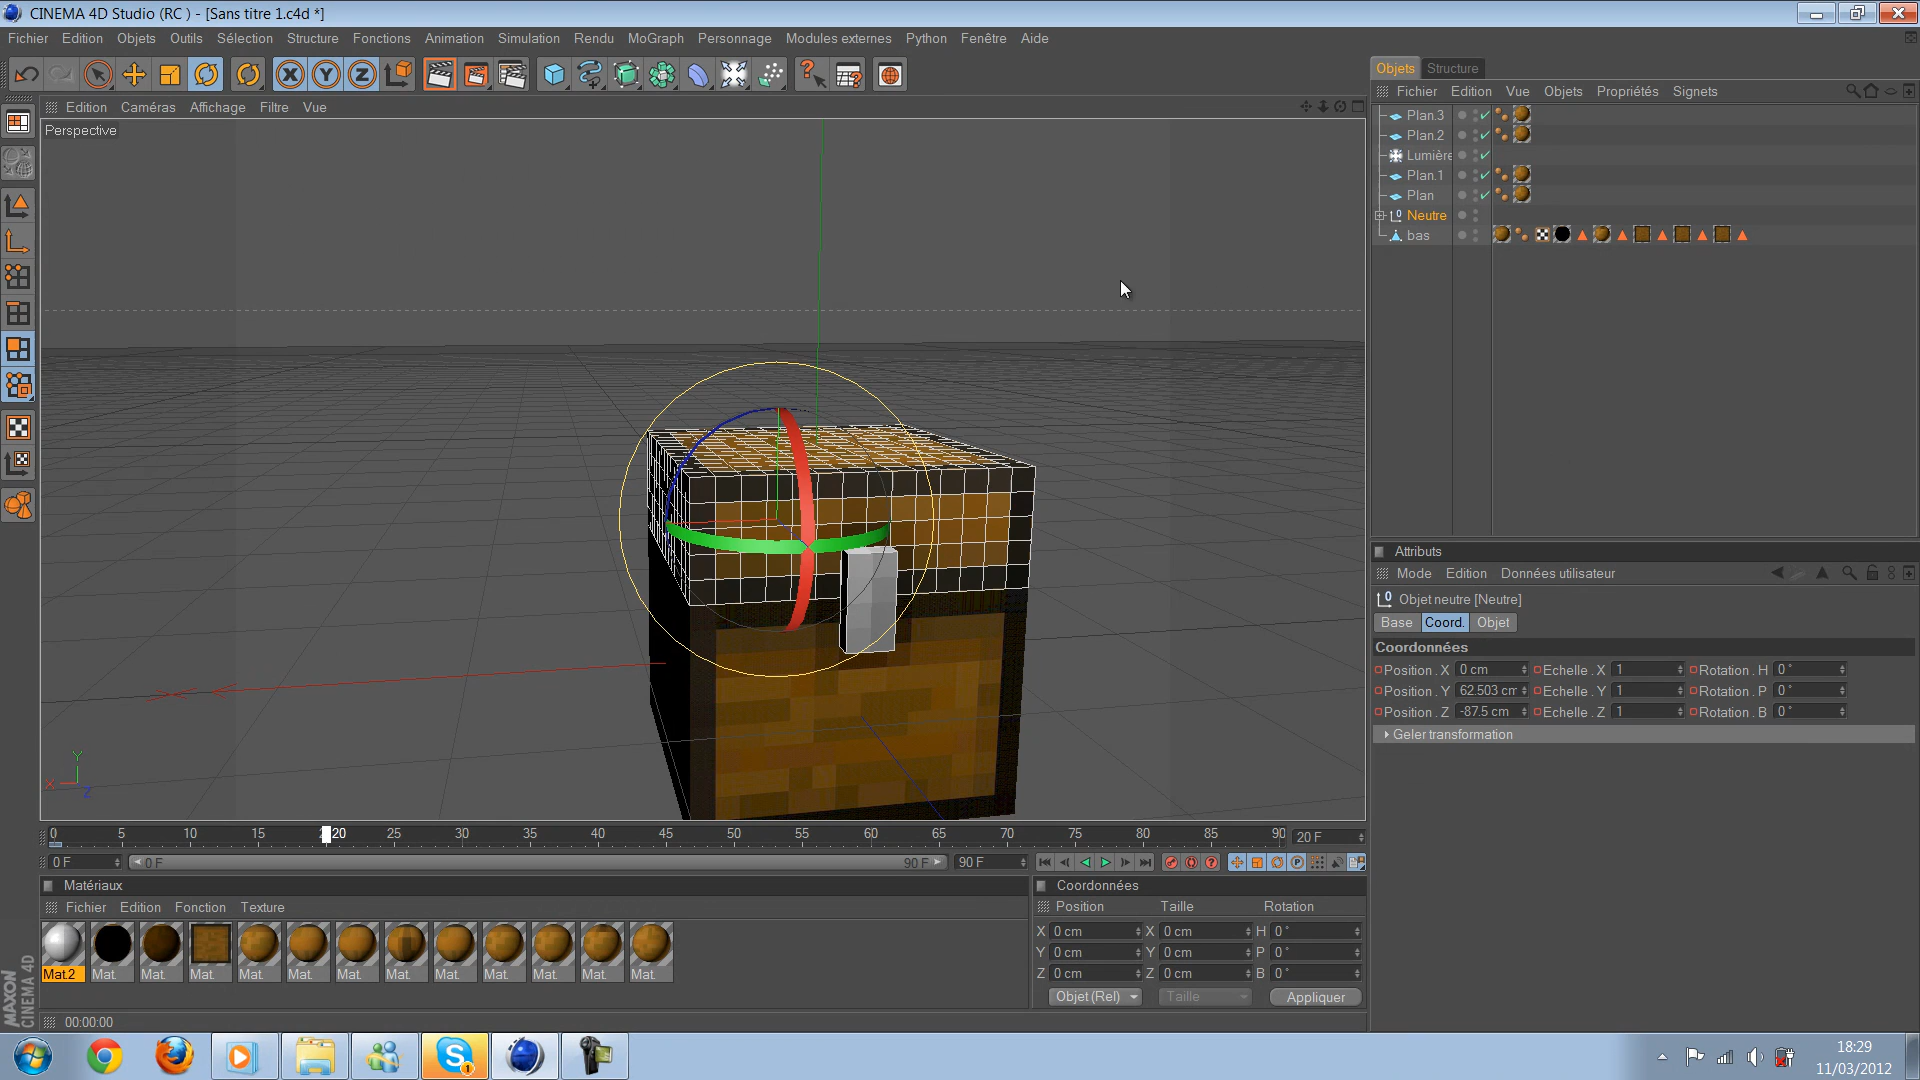 CINEMA 4D Studio (RC ) - [Sans titre 1.c4d *]
Fichier Edition Objets Outils Sélection Structure Fonctions Animation Simulation Rendu MoGraph Personnage Modules externes Python Fenêtre Aide
Edition Caméras Affichage Filtre Vue
Perspective
Objets Structure
Fichier Edition Vue Objets Propriétés Signets
Plan.3
Plan.2
Lumière
Plan.1
Plan
Neutre
bas
Attributs
Mode Edition Données utilisateur
Objet neutre [Neutre]
Base Coord. Objet
Coordonnées
Position . X 0 cm Echelle . X 1 Rotation . H 0 °
Position . Y 62.503 cm Echelle . Y 1 Rotation . P 0 °
Position . Z -87.5 cm Echelle . Z 1 Rotation . B 0 °
Geler transformation
Y
X
Z
0 5 10 15 20 25 30 35 40 45 50 55 60 65 70 75 80 85 90 20 F
0 F 0 F 90 F 90 F
Matériaux
Fichier Edition Fonction Texture
Mat.2 Mat. Mat. Mat. Mat. Mat. Mat. Mat. Mat. Mat. Mat. Mat. Mat.
Coordonnées
Position Taille Rotation
X 0 cm X 0 cm H 0 °
Y 0 cm Y 0 cm P 0 °
Z 0 cm Z 0 cm B 0 °
Objet (Rel) Taille Appliquer
MAXON
CINEMA 4D
00:00:00
1
18:29
11/03/2012